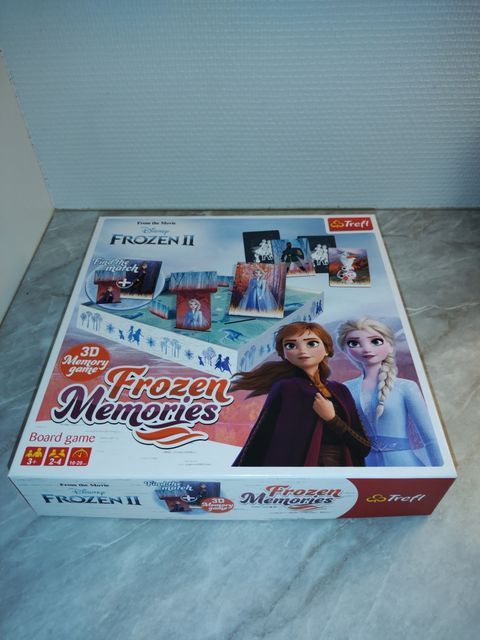 From the Movie
Disney
FROZEN II
Trefl
Find the
match
+
3D
Memory
game
Frozen
Memories
Board game
3+
2-4
From the Movie
Disney
FROZEN II
Find the
match
+
3D
Memory
game
Frozen
Memories
Trefl